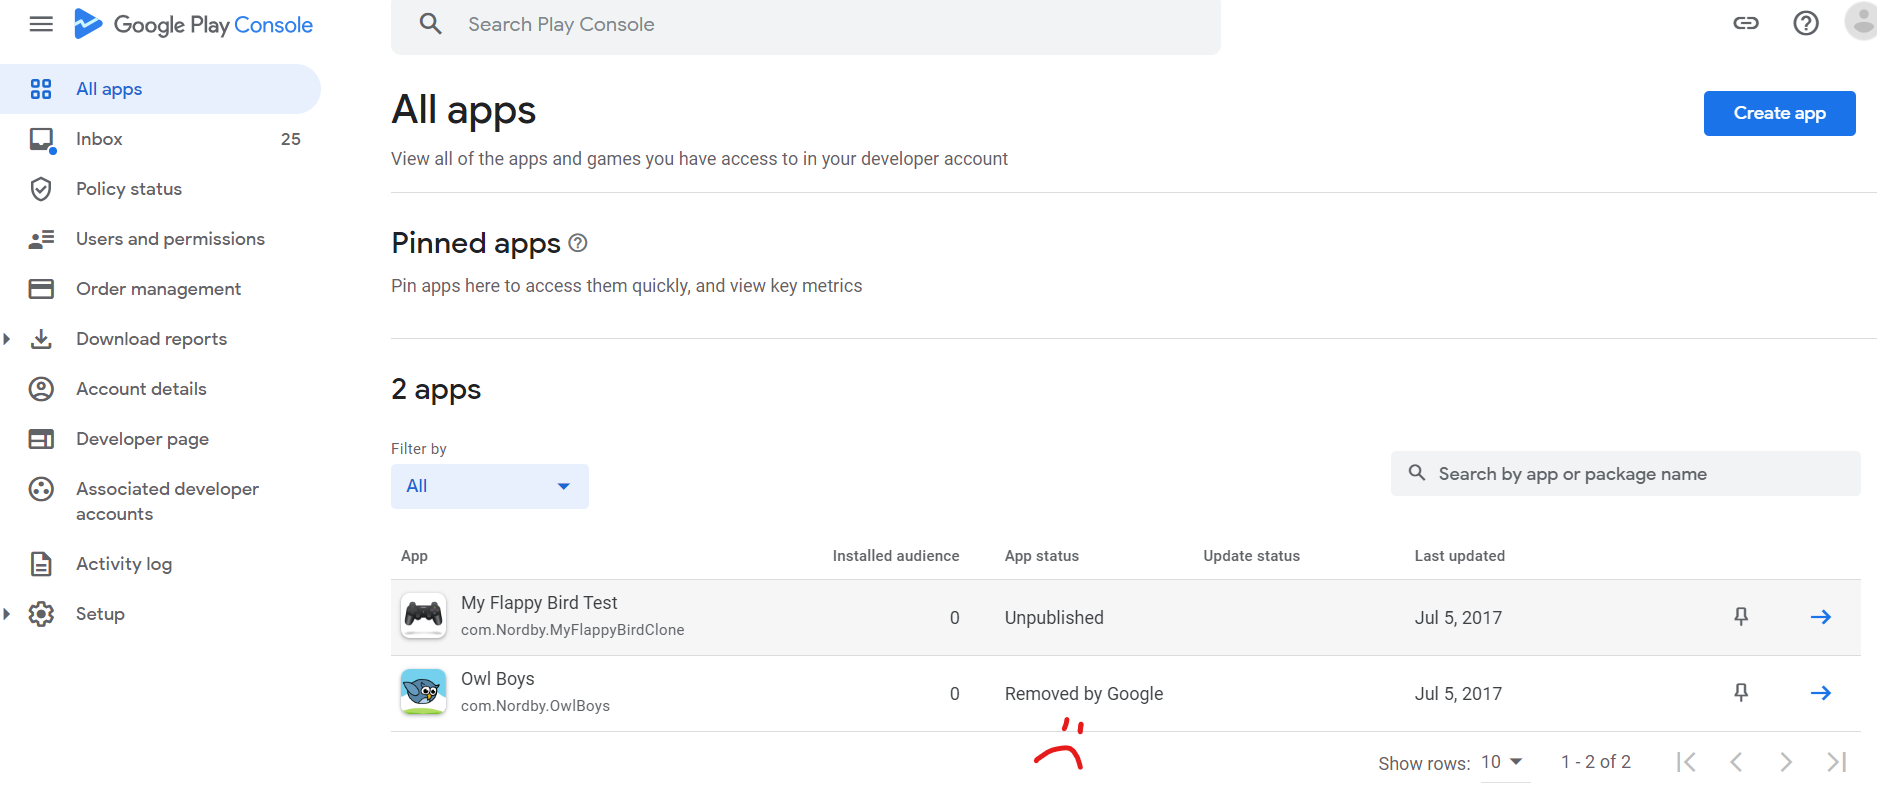 Google Play Console
Search Play Console
All apps
Inbox 25
Policy status
Users and permissions
Order management
Download reports
Account details
Developer page
Associated developer
accounts
Activity log
Setup
All apps
Create app
View all of the apps and games you have access to in your developer account
Pinned apps
Pin apps here to access them quickly, and view key metrics
2 apps
Filter by
All
Search by app or package name
App Installed audience App status Update status Last updated
My Flappy Bird Test
com.Nordby.MyFlappyBirdClone
0 Unpublished Jul 5, 2017
Owl Boys
com.Nordby.OwlBoys
0 Removed by Google Jul 5, 2017
Show rows: 10 1 - 2 of 2